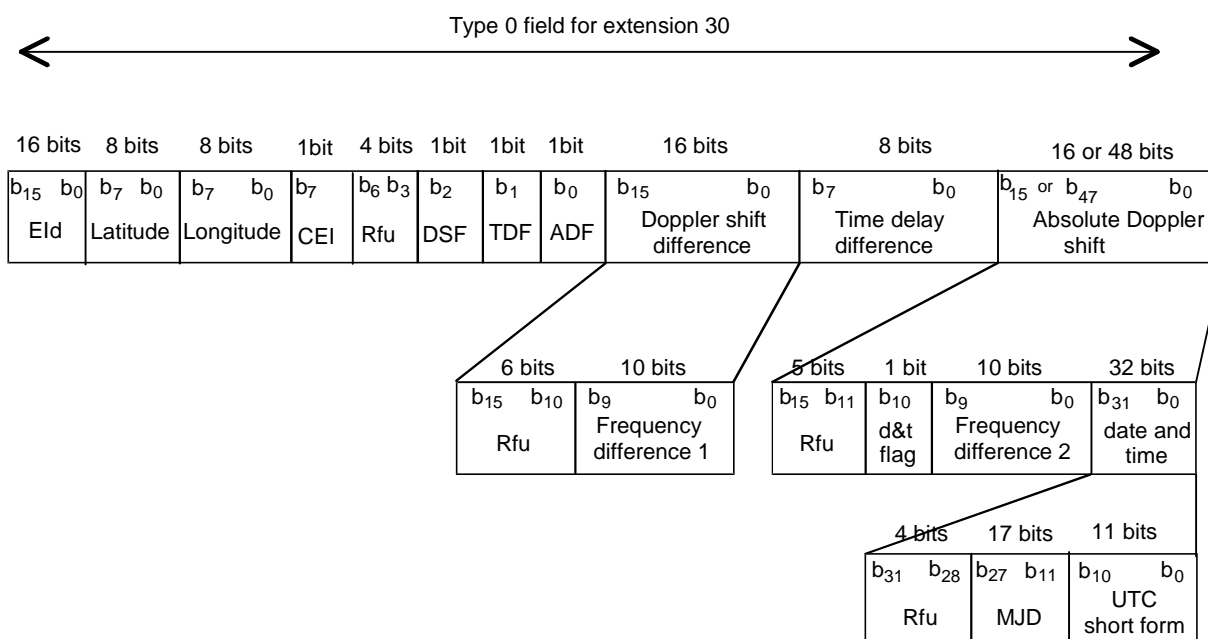 Type 0 field for extension 30
16 bits 8 bits 8 bits 1bit 4 bits 1bit 1bit 1bit 16 bits 8 bits 16 or 48 bits
b15 b0 b7 b0 b7 b0 b7 b6 b3 b2 b1 b0 b15 b0 b7 b0 b15 or b47 b0
EId Latitude Longitude CEI Rfu DSF TDF ADF Doppler shift Time delay Absolute Doppler
difference difference shift
6 bits 10 bits 5 bits 1 bit 10 bits 32 bits
b15 b10 b9 b0 b15 b11 b10 b9 b0 b31 b0
Rfu Frequency Rfu d&t Frequency date and
difference 1 flag difference 2 time
4 bits 17 bits 11 bits
b31 b28 b27 b11 b10 b0
Rfu MJD UTC
short form